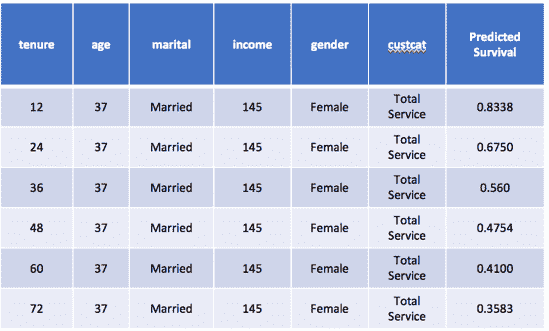 tenure age marital income gender custcat Predicted Survival
12 37 Married 145 Female Total Service 0.8338
24 37 Married 145 Female Total Service 0.6750
36 37 Married 145 Female Total Service 0.560
48 37 Married 145 Female Total Service 0.4754
60 37 Married 145 Female Total Service 0.4100
72 37 Married 145 Female Total Service 0.3583